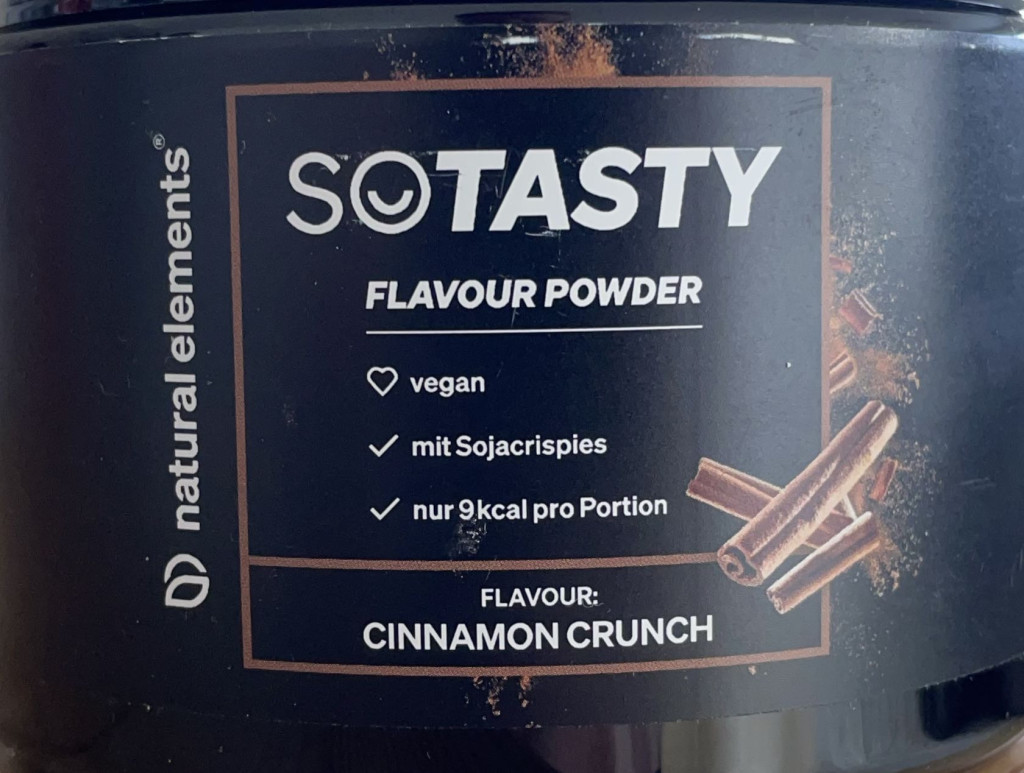 natural elements®
SOTASTY
FLAVOUR POWDER
vegan
mit Sojacrispies
nur 9kcal pro Portion
FLAVOUR:
CINNAMON CRUNCH